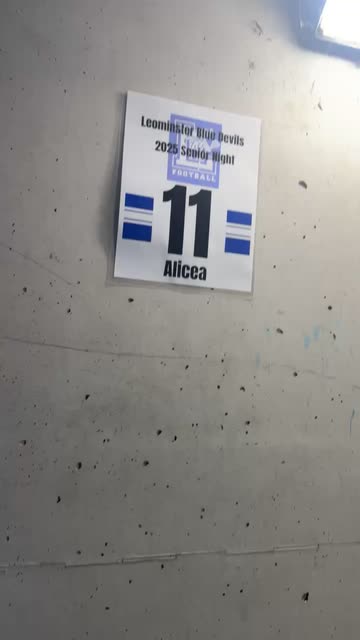 Leominster Blue Devils
2025 Senior Night
L
FOOTBALL
11
Alicea